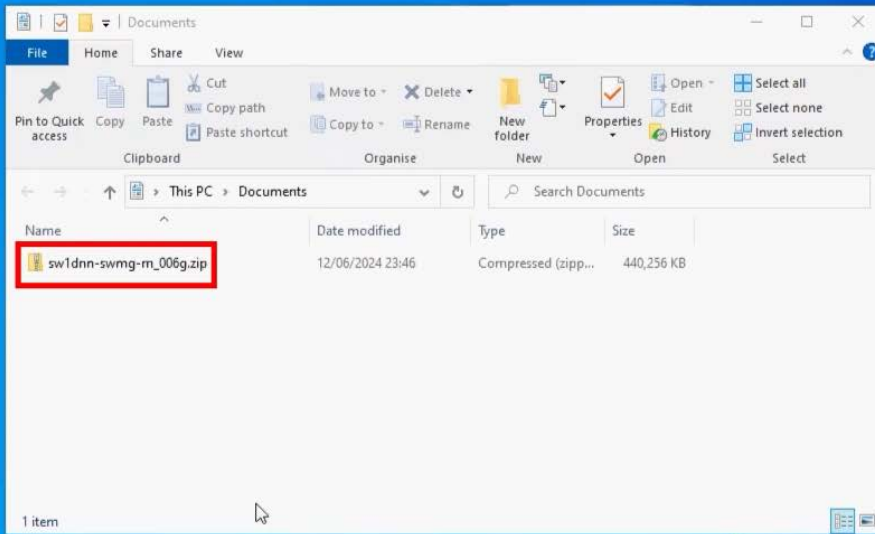 Documents
File Home Share View
Pin to Quick access
Copy
Paste
Cut
Copy path
Paste shortcut
Clipboard
Move to
Copy to
Delete
Rename
Organise
New folder
New
Properties
Open
Edit
History
Open
Select all
Select none
Invert selection
Select
This PC > Documents
Search Documents
Name Date modified Type Size
sw1dnn-swmg-m_006g.zip 12/06/2024 23:46 Compressed (zipp... 440,256 KB
1 item